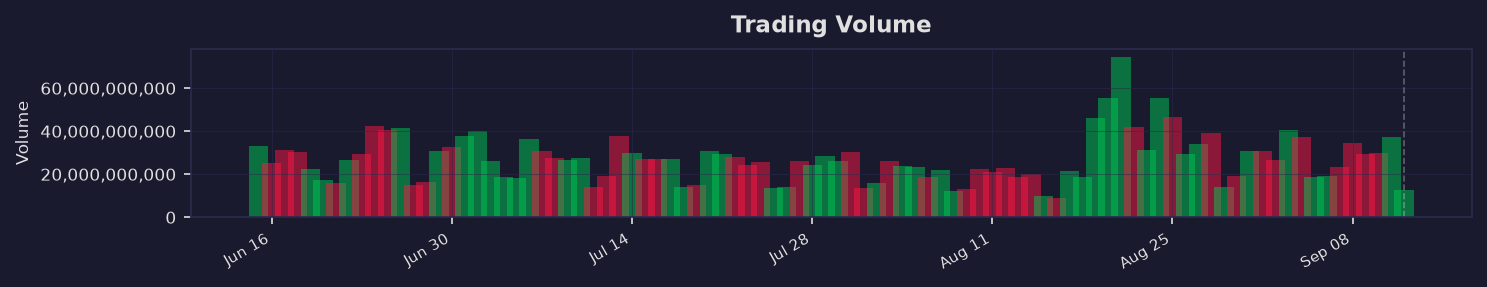 Trading Volume
Volume
60,000,000,000
40,000,000,000
20,000,000,000
0
Jun 16
Jun 30
Jul 14
Jul 28
Aug 11
Aug 25
Sep 08